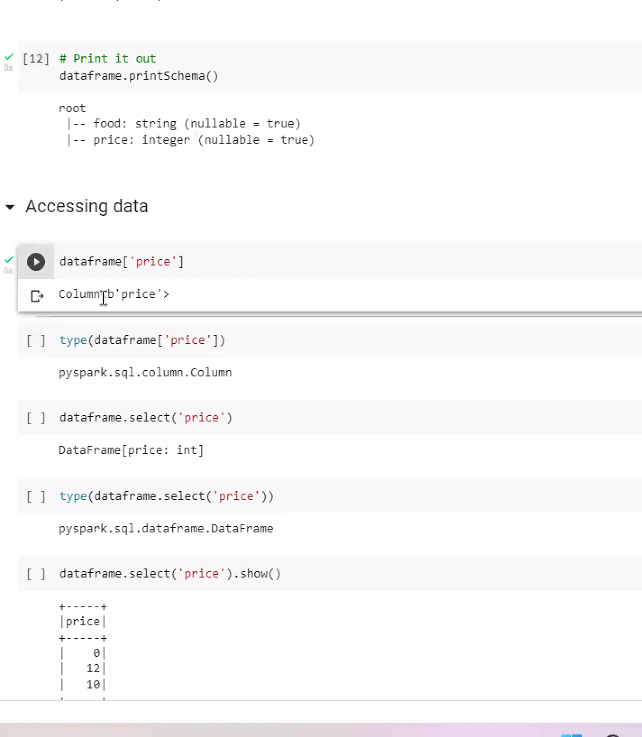 [12] # Print it out
dataframe.printSchema()
root
|-- food: string (nullable = true)
|-- price: integer (nullable = true)
Accessing data
dataframe['price']
Column<b'price'>
[ ] type(dataframe['price'])
pyspark.sql.column.Column
[ ] dataframe.select('price')
DataFrame[price: int]
[ ] type(dataframe.select('price'))
pyspark.sql.dataframe.DataFrame
[ ] dataframe.select('price').show()
+-----+
|price|
+-----+
|    0|
|   12|
|   10|